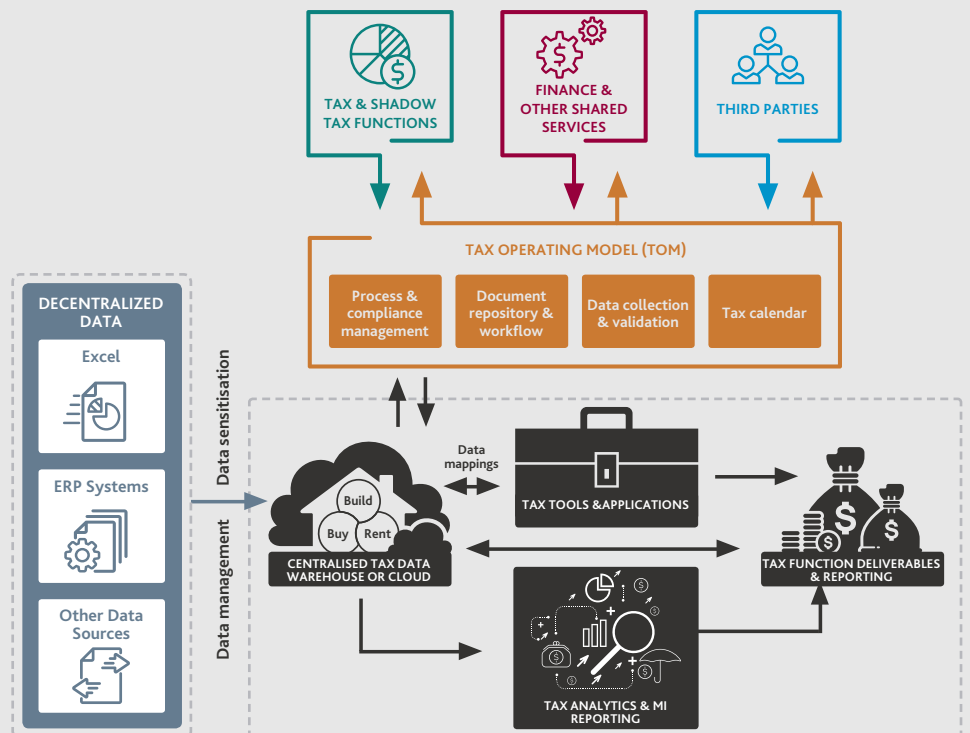 TAX & SHADOW
TAX FUNCTIONS
FINANCE &
OTHER SHARED
SERVICES
THIRD PARTIES
TAX OPERATING MODEL (TOM)
Process &
compliance
management
Document
repository &
workflow
Data collection
& validation
Tax calendar
DECENTRALIZED
DATA
Excel
ERP Systems
Other Data
Sources
Data sensitisation
Data management
Build
Buy
Rent
CENTRALISED TAX DATA
WAREHOUSE OR CLOUD
Data
mappings
TAX TOOLS &APPLICATIONS
TAX FUNCTION DELIVERABLES
& REPORTING
TAX ANALYTICS & MI
REPORTING